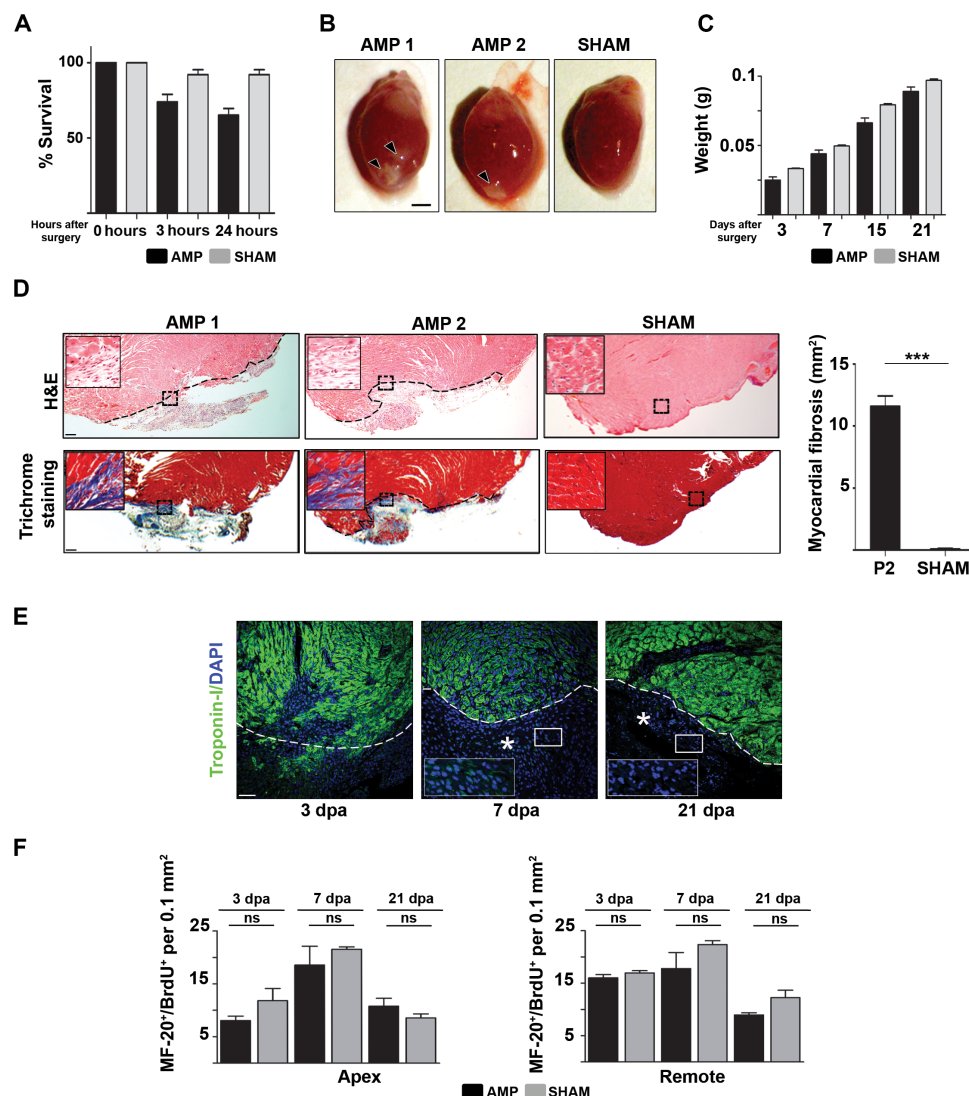 A
% Survival
100
50
Hours after
surgery
0 hours
3 hours
24 hours
AMP
SHAM
B
AMP 1
AMP 2
SHAM
C
Weight (g)
0.1
0.05
Days after
surgery
3
7
15
21
AMP
SHAM
D
AMP 1
AMP 2
SHAM
H&E
Trichrome
staining
Myocardial fibrosis (mm²)
15
10
5
***
P2
SHAM
E
Troponin-I/DAPI
*
*
3 dpa
7 dpa
21 dpa
F
MF-20⁺/BrdU⁺ per 0.1 mm²
25
15
5
3 dpa
7 dpa
21 dpa
ns
ns
ns
Apex
MF-20⁺/BrdU⁺ per 0.1 mm²
25
15
5
3 dpa
7 dpa
21 dpa
ns
ns
ns
Remote
AMP
SHAM